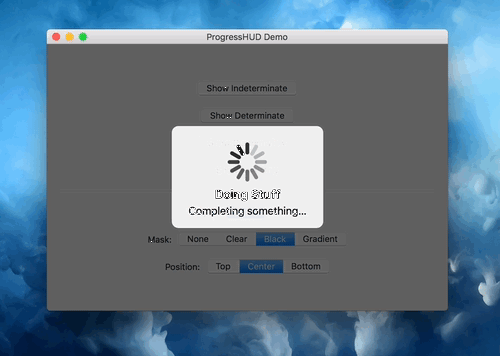 ProgressHUD Demo
Show Indeterminate
Show Determinate
Doing Stuff
Completing something...
Mask: None Clear Black Gradient
Position: Top Center Bottom